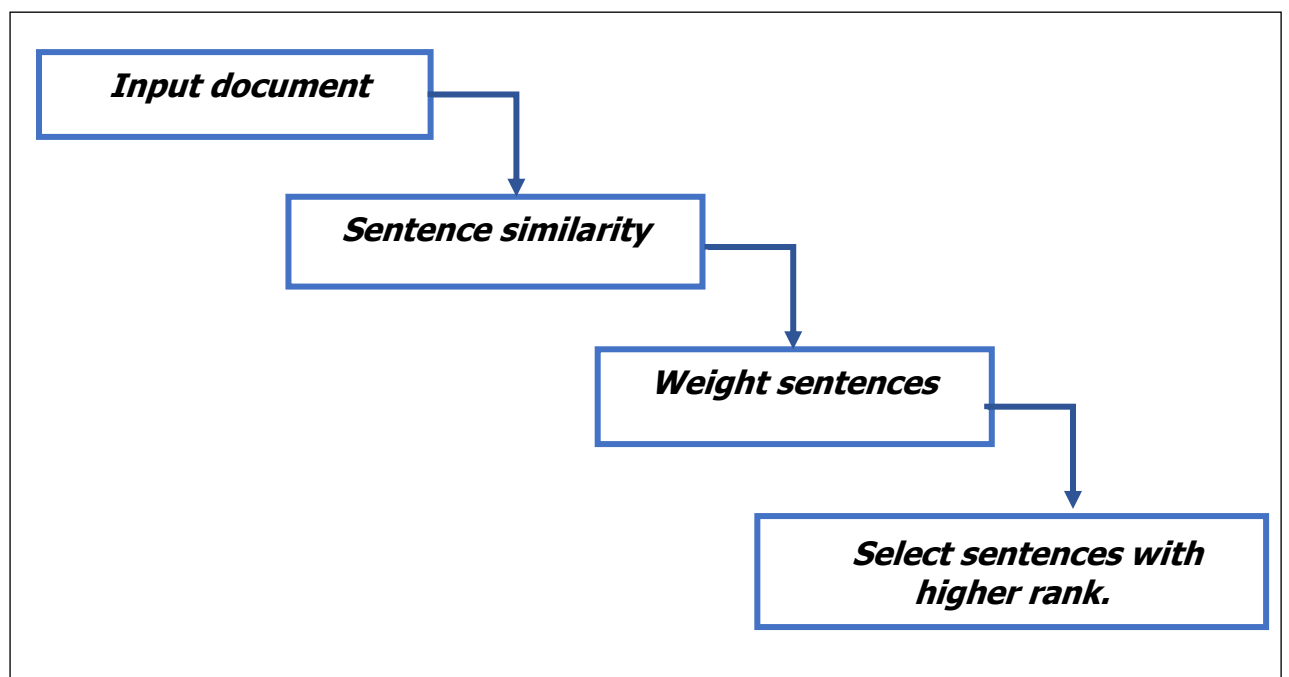 Input document
Sentence similarity
Weight sentences
Select sentences with
higher rank.